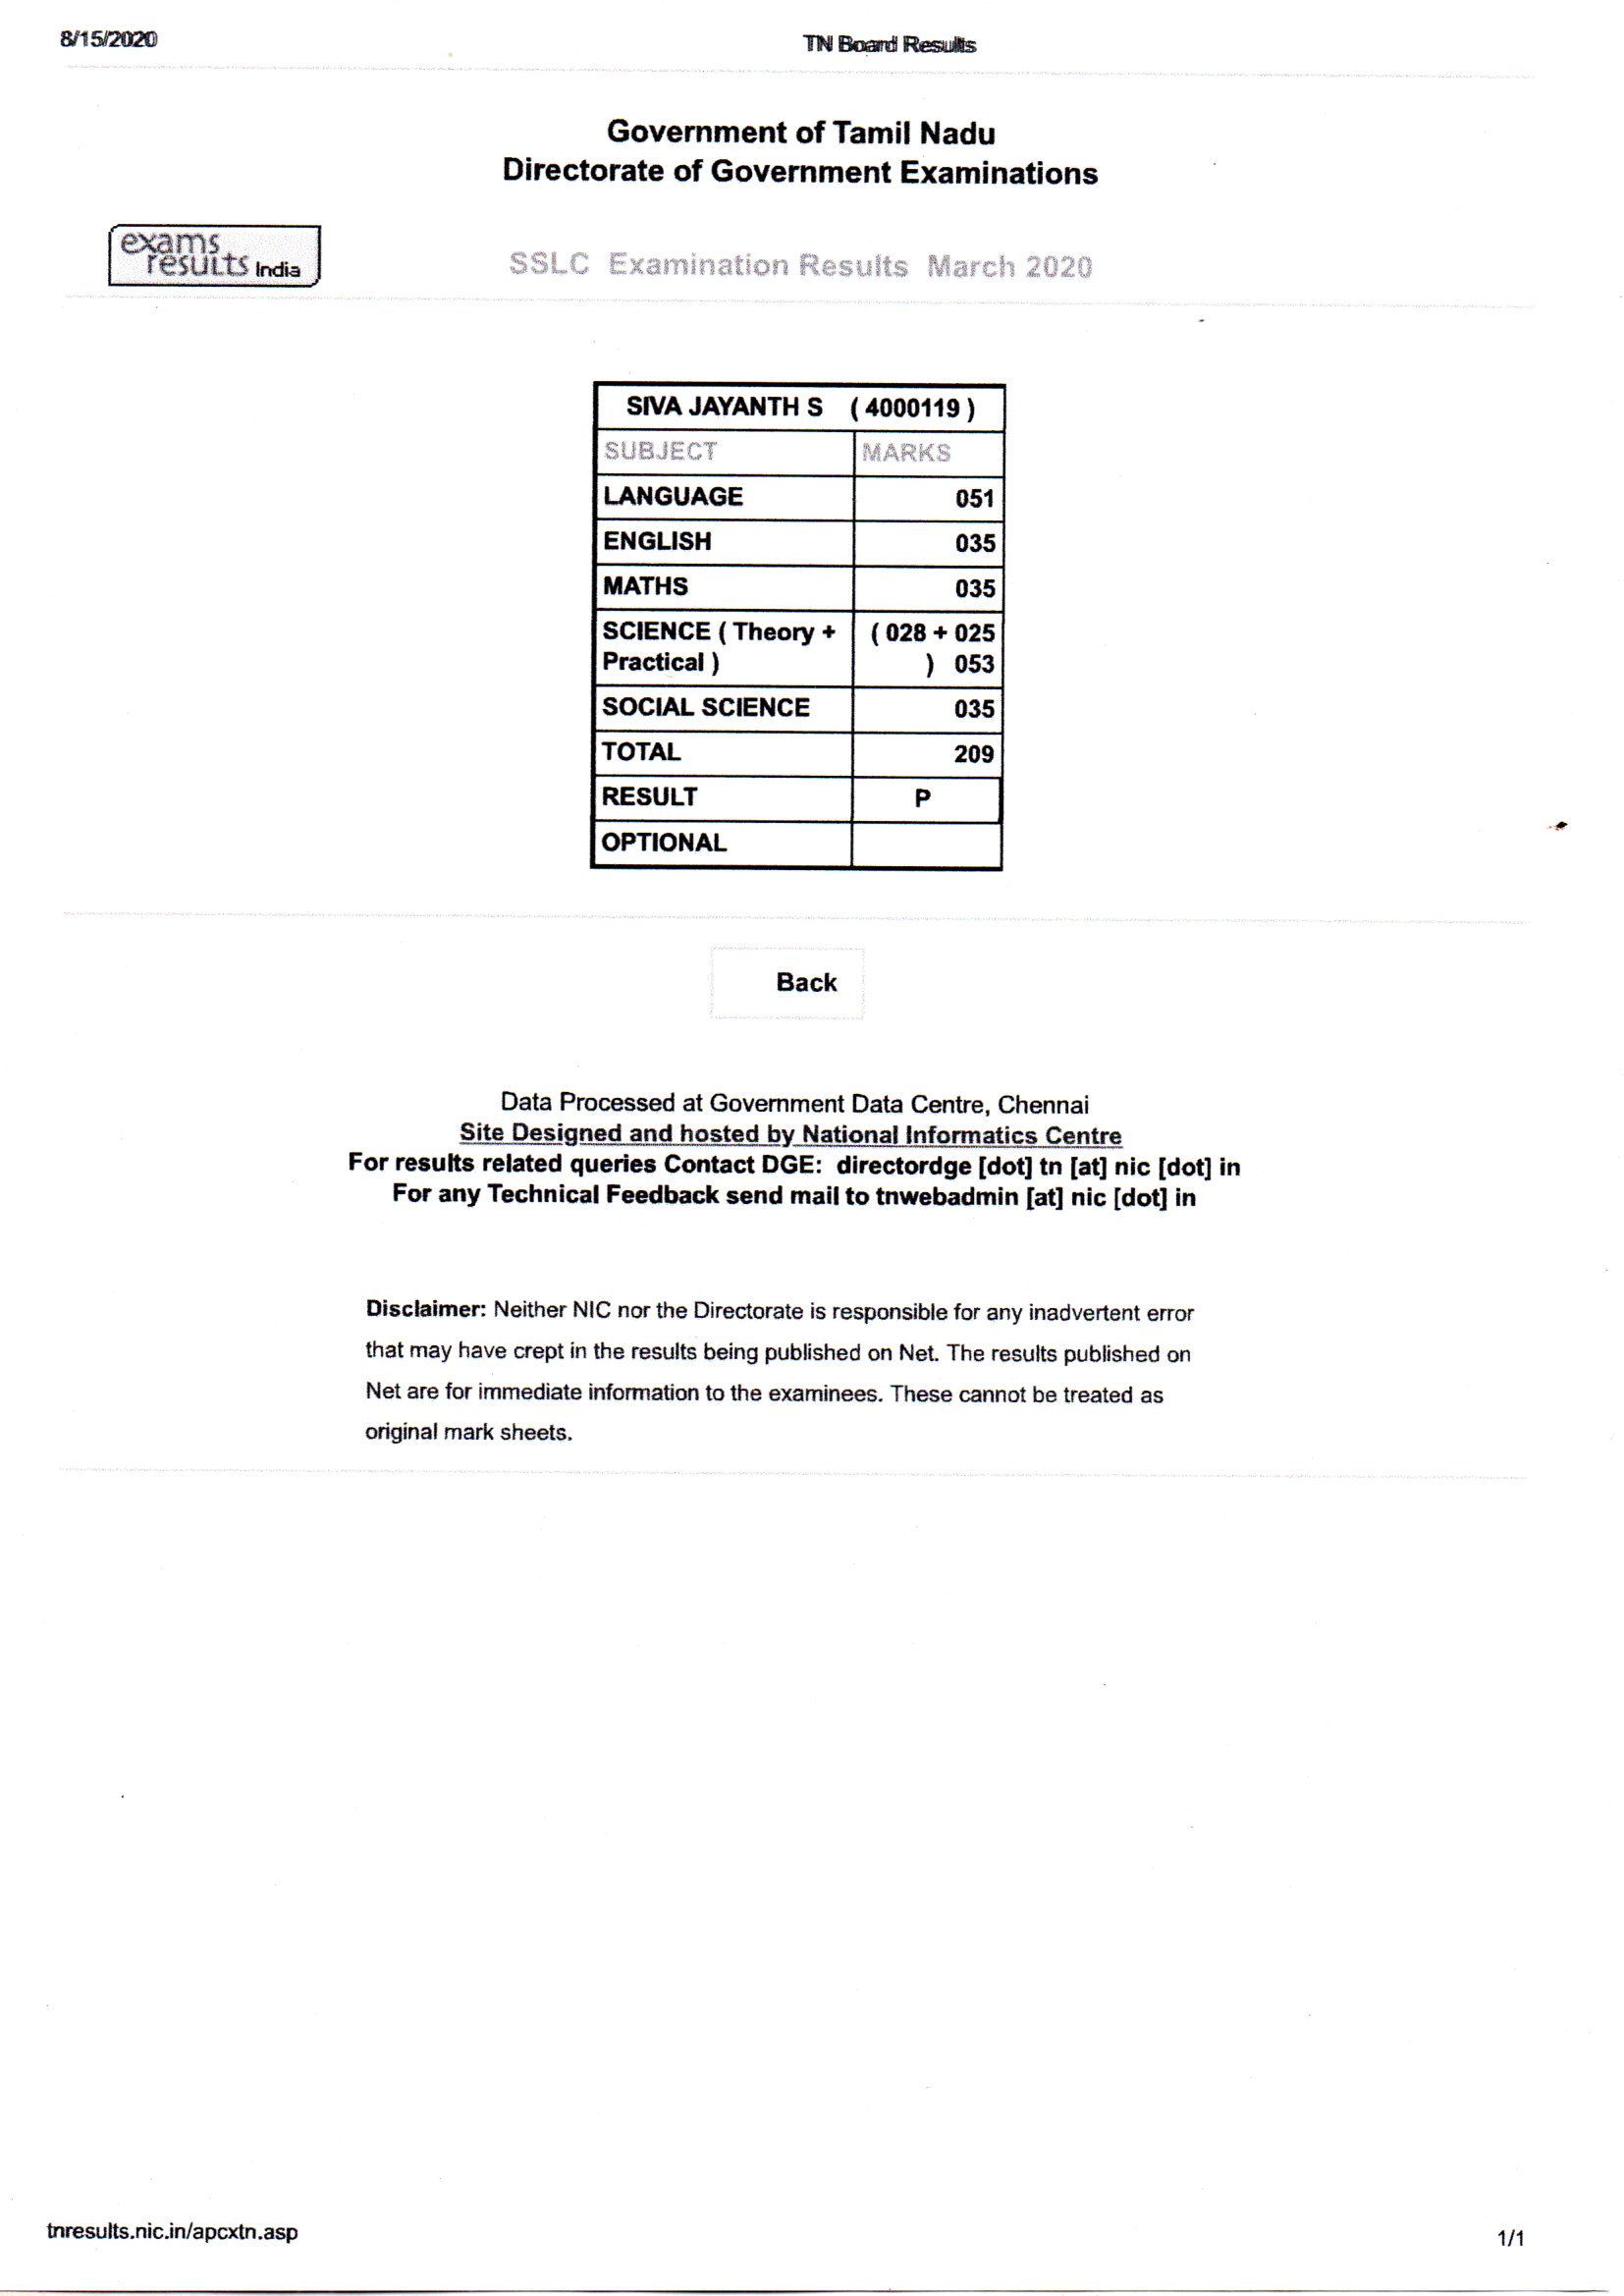 8/15/2020
TN Board Results
Government of Tamil Nadu
Directorate of Government Examinations
exams
results India
SSLC Examination Results March 2020
SIVA JAYANTH S ( 4000119 )
SUBJECT MARKS
LANGUAGE 051
ENGLISH 035
MATHS 035
SCIENCE ( Theory + ( 028 + 025
Practical ) ) 053
SOCIAL SCIENCE 035
TOTAL 209
RESULT P
OPTIONAL
Back
Data Processed at Government Data Centre, Chennai
Site Designed and hosted by National Informatics Centre
For results related queries Contact DGE: directordge [dot] tn [at] nic [dot] in
For any Technical Feedback send mail to tnwebadmin [at] nic [dot] in
Disclaimer: Neither NIC nor the Directorate is responsible for any inadvertent error
that may have crept in the results being published on Net. The results published on
Net are for immediate information to the examinees. These cannot be treated as
original mark sheets.
tnresults.nic.in/apcxtn.asp
1/1